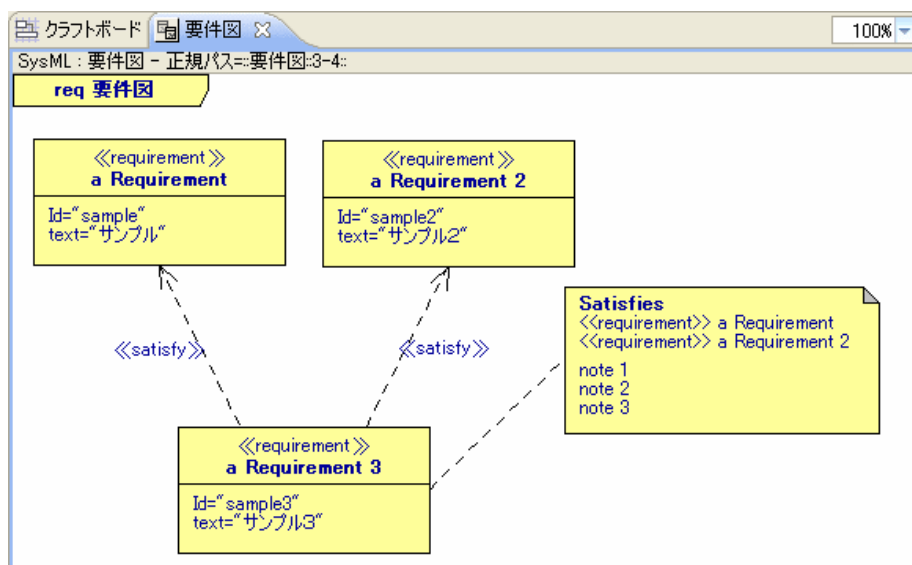 クラフトボード 要件図
100%
SysML : 要件図 - 正規パス=::要件図::3-4::
req 要件図
≪requirement≫
a Requirement
Id="sample"
text="サンプル"
≪requirement≫
a Requirement 2
Id="sample2"
text="サンプル2"
≪satisfy≫
≪satisfy≫
Satisfies
<<requirement>> a Requirement
<<requirement>> a Requirement 2
note 1
note 2
note 3
≪requirement≫
a Requirement 3
Id="sample3"
text="サンプル3"